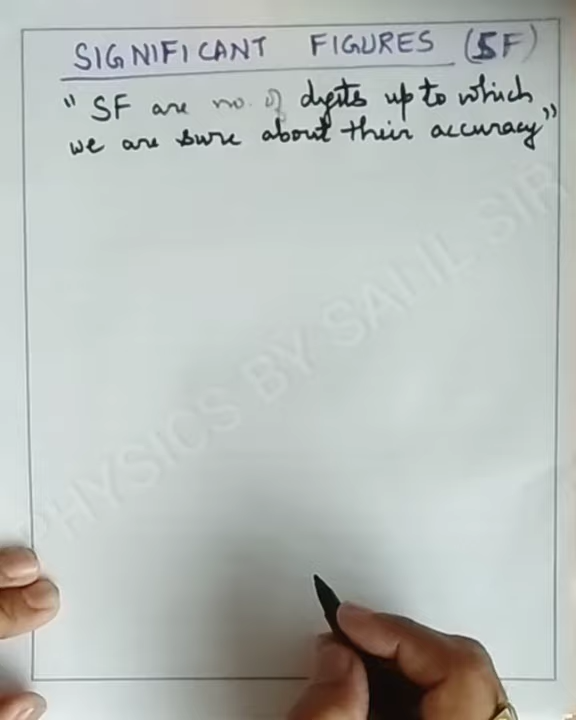 SIGNIFICANT FIGURES (SF)
" SF are no. of digits up to which
we are sure about their accuracy"
PHYSICS BY SAHIL SIR